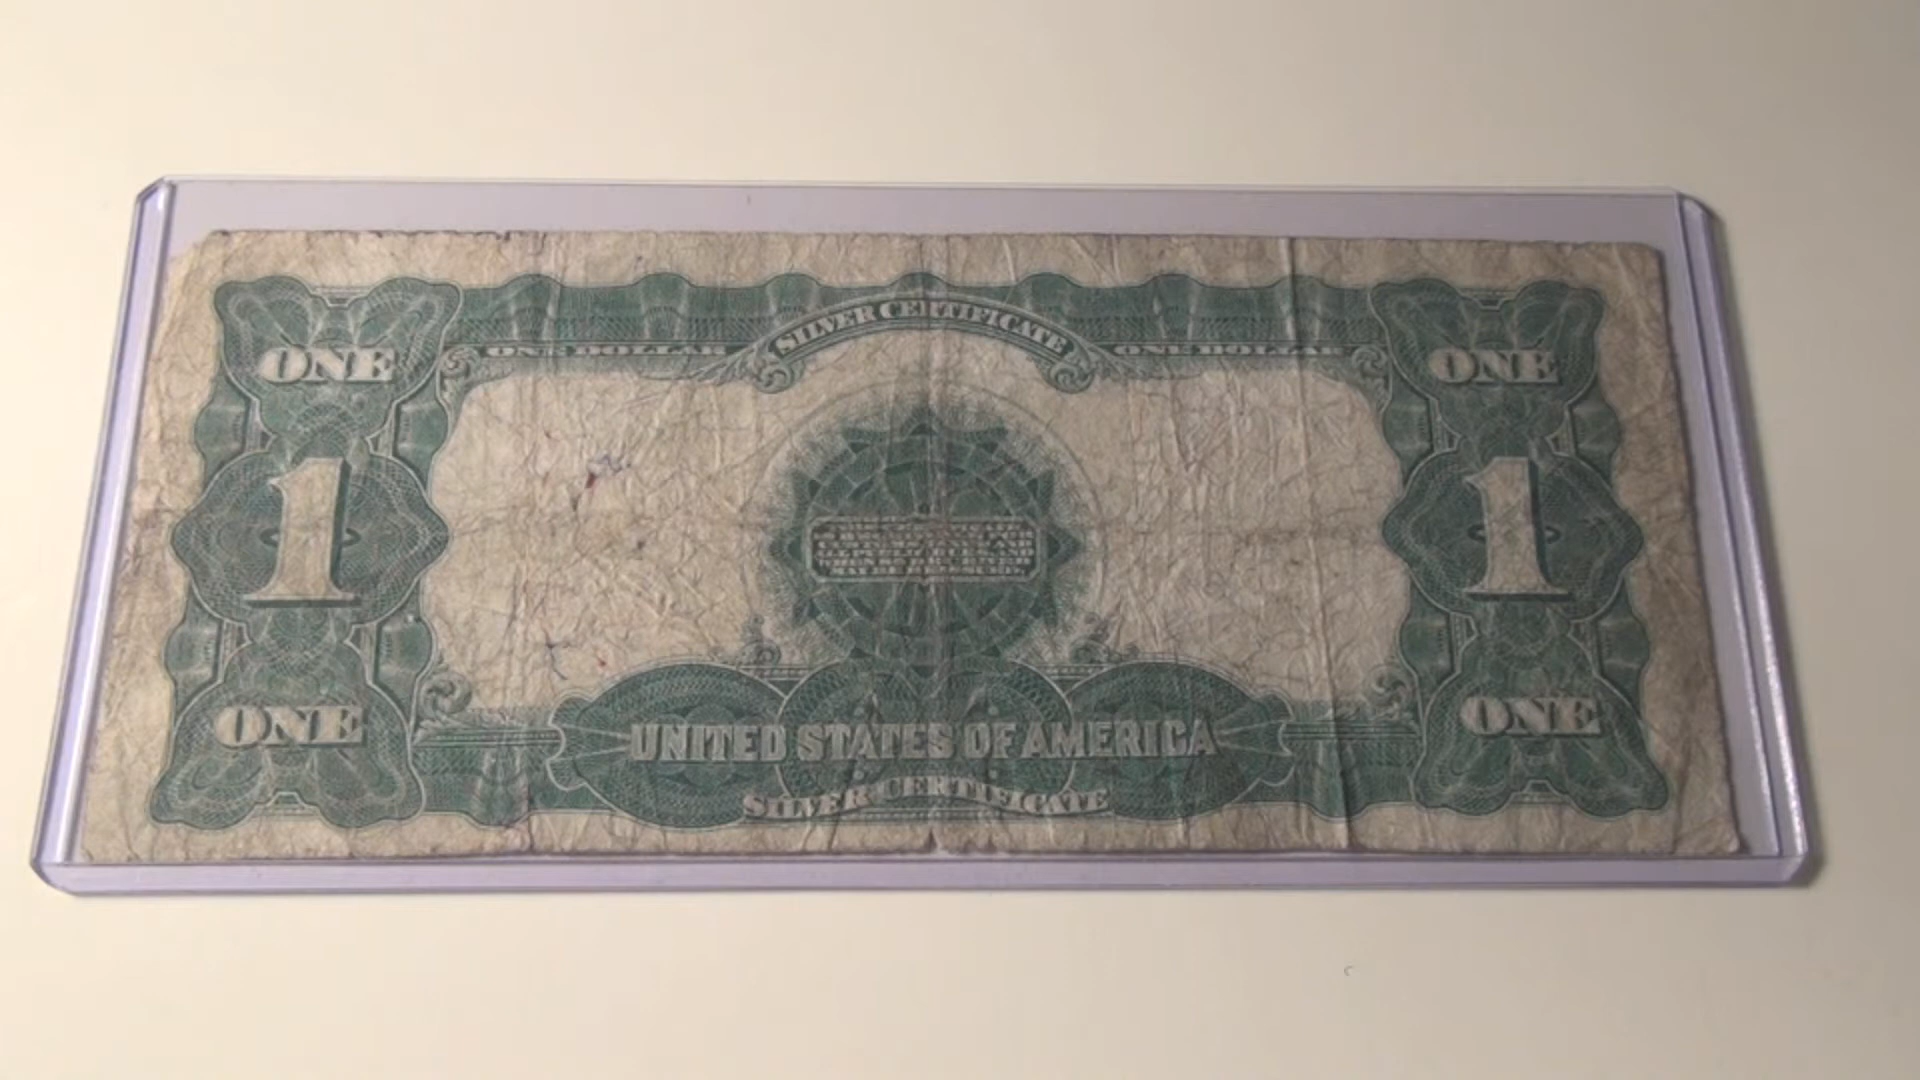 SILVER CERTIFICATE
ONE DOLLAR ONE DOLLAR
ONE ONE
1 1
ONE ONE
UNITED STATES OF AMERICA
SILVER CERTIFICATE